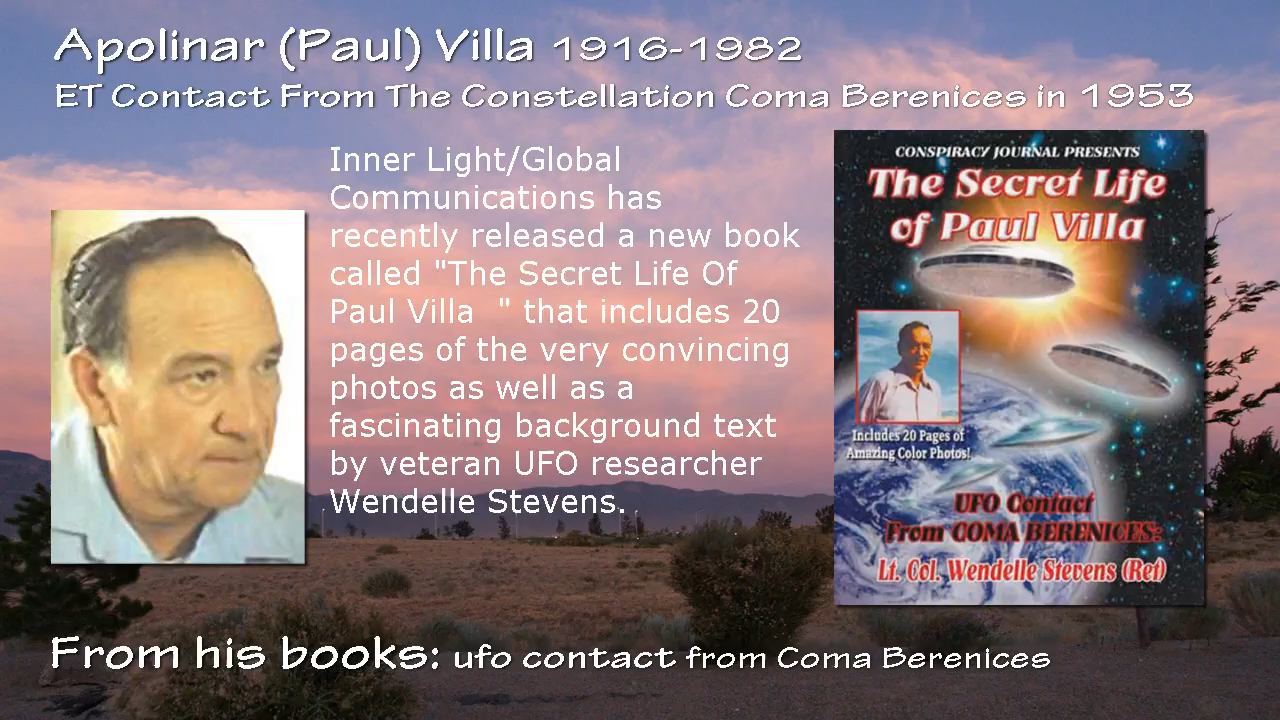 Apolinar (Paul) Villa 1916-1982
ET Contact From The Constellation Coma Berenices in 1953
Inner Light/Global
Communications has
recently released a new book
called "The Secret Life Of
Paul Villa " that includes 20
pages of the very convincing
photos as well as a
fascinating background text
by veteran UFO researcher
Wendelle Stevens.
CONSPIRACY JOURNAL PRESENTS
The Secret Life
of Paul Villa
Includes 20 Pages of
Amazing Color Photos!
UFO Contact
From COMA BERENICES:
Lt. Col. Wendelle Stevens (Ret)
From his books: ufo contact from Coma Berenices